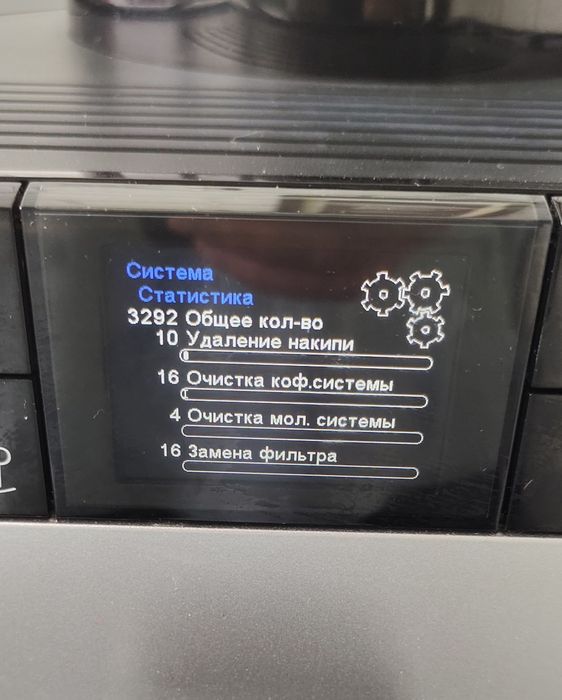 Система
Статистика
3292 Общее кол-во
10 Удаление накипи
16 Очистка коф.системы
4 Очистка мол. системы
16 Замена фильтра